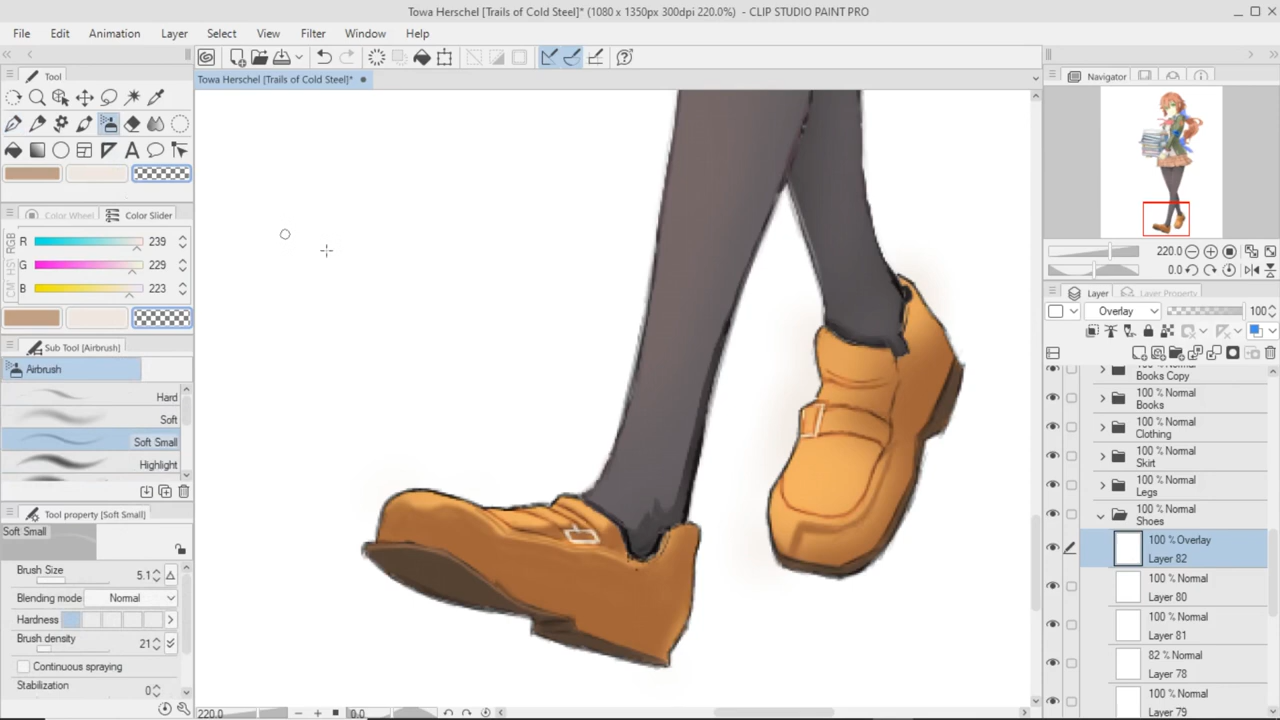 Towa Herschel [Trails of Cold Steel]* (1080 x 1350px 300dpi 220.0%) - CLIP STUDIO PAINT PRO
File Edit Animation Layer Select View Filter Window Help
Tool
Towa Herschel [Trails of Cold Steel]*
Navigator
Color Wheel Color Slider
RGB
R 239
G 229
B 223
220.0
0.0
Layer Layer Property
Overlay 100
Sub Tool [Airbrush]
Airbrush
Hard
Soft
Soft Small
Highlight
Tool property [Soft Small]
Soft Small
Brush Size 5.1
Blending mode Normal
Hardness
Brush density 21
Continuous spraying
Stabilization 0
100 % Normal
Books Copy
100 % Normal
Books
100 % Normal
Clothing
100 % Normal
Skirt
100 % Normal
Legs
100 % Normal
Shoes
100 % Overlay
Layer 82
100 % Normal
Layer 80
100 % Normal
Layer 81
82 % Normal
Layer 78
100 % Normal
Layer 79
220.0 0.0